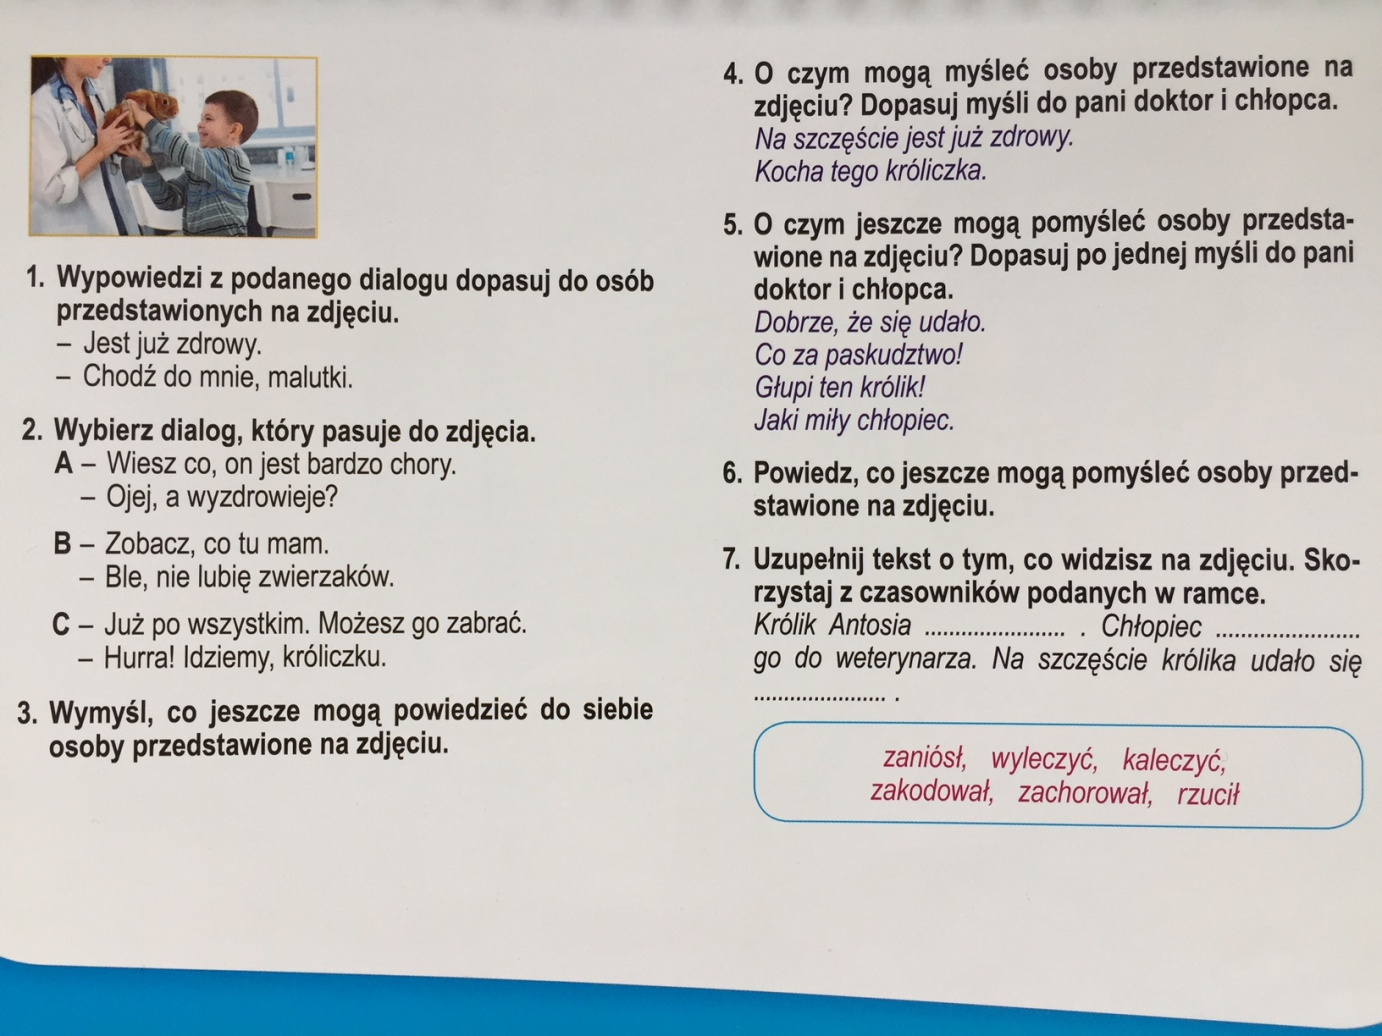 1. Wypowiedzi z podanego dialogu dopasuj do osób
przedstawionych na zdjęciu.
– Jest już zdrowy.
– Chodź do mnie, malutki.
2. Wybierz dialog, który pasuje do zdjęcia.
A – Wiesz co, on jest bardzo chory.
– Ojej, a wyzdrowieje?
B – Zobacz, co tu mam.
– Ble, nie lubię zwierzaków.
C – Już po wszystkim. Możesz go zabrać.
– Hurra! Idziemy, króliczku.
3. Wymyśl, co jeszcze mogą powiedzieć do siebie
osoby przedstawione na zdjęciu.
4. O czym mogą myśleć osoby przedstawione na
zdjęciu? Dopasuj myśli do pani doktor i chłopca.
Na szczęście jest już zdrowy.
Kocha tego króliczka.
5. O czym jeszcze mogą pomyśleć osoby przedsta-
wione na zdjęciu? Dopasuj po jednej myśli do pani
doktor i chłopca.
Dobrze, że się udało.
Co za paskudztwo!
Głupi ten królik!
Jaki miły chłopiec.
6. Powiedz, co jeszcze mogą pomyśleć osoby przed-
stawione na zdjęciu.
7. Uzupełnij tekst o tym, co widzisz na zdjęciu. Sko-
rzystaj z czasowników podanych w ramce.
Królik Antosia ....................... . Chłopiec ........................
go do weterynarza. Na szczęście królika udało się
...................... .
zaniósł, wyleczyć, kaleczyć,
zakodował, zachorował, rzucił